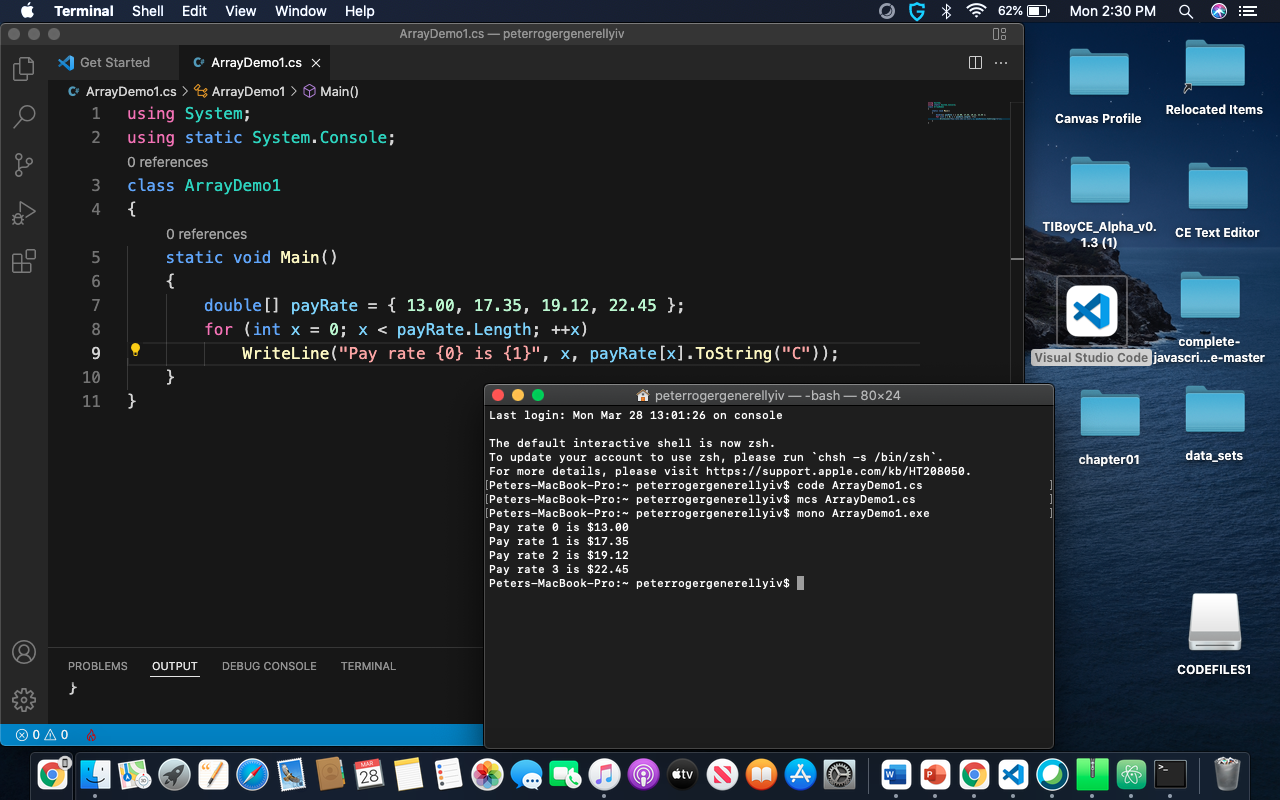 Terminal Shell Edit View Window Help 62% Mon 2:30 PM
ArrayDemo1.cs — peterrogergenerellyiv
Get Started ArrayDemo1.cs
ArrayDemo1.cs > ArrayDemo1 > Main()
1 using System;
2 using static System.Console;
0 references
3 class ArrayDemo1
4 {
0 references
5 static void Main()
6 {
7 double[] payRate = { 13.00, 17.35, 19.12, 22.45 };
8 for (int x = 0; x < payRate.Length; ++x)
9 WriteLine("Pay rate {0} is {1}", x, payRate[x].ToString("C"));
10 }
11 }
PROBLEMS OUTPUT DEBUG CONSOLE TERMINAL
}
0 0
peterrogergenerellyiv — -bash — 80×24
Last login: Mon Mar 28 13:01:26 on console
The default interactive shell is now zsh.
To update your account to use zsh, please run `chsh -s /bin/zsh`.
For more details, please visit https://support.apple.com/kb/HT208050.
[Peters-MacBook-Pro:~ peterrogergenerellyiv$ code ArrayDemo1.cs ]
[Peters-MacBook-Pro:~ peterrogergenerellyiv$ mcs ArrayDemo1.cs ]
[Peters-MacBook-Pro:~ peterrogergenerellyiv$ mono ArrayDemo1.exe ]
Pay rate 0 is $13.00
Pay rate 1 is $17.35
Pay rate 2 is $19.12
Pay rate 3 is $22.45
Peters-MacBook-Pro:~ peterrogergenerellyiv$
Canvas Profile
Relocated Items
TIBoyCE_Alpha_v0.
1.3 (1)
CE Text Editor
Visual Studio Code
complete-
javascri...e-master
chapter01
data_sets
CODEFILES1
MAR
28
tv